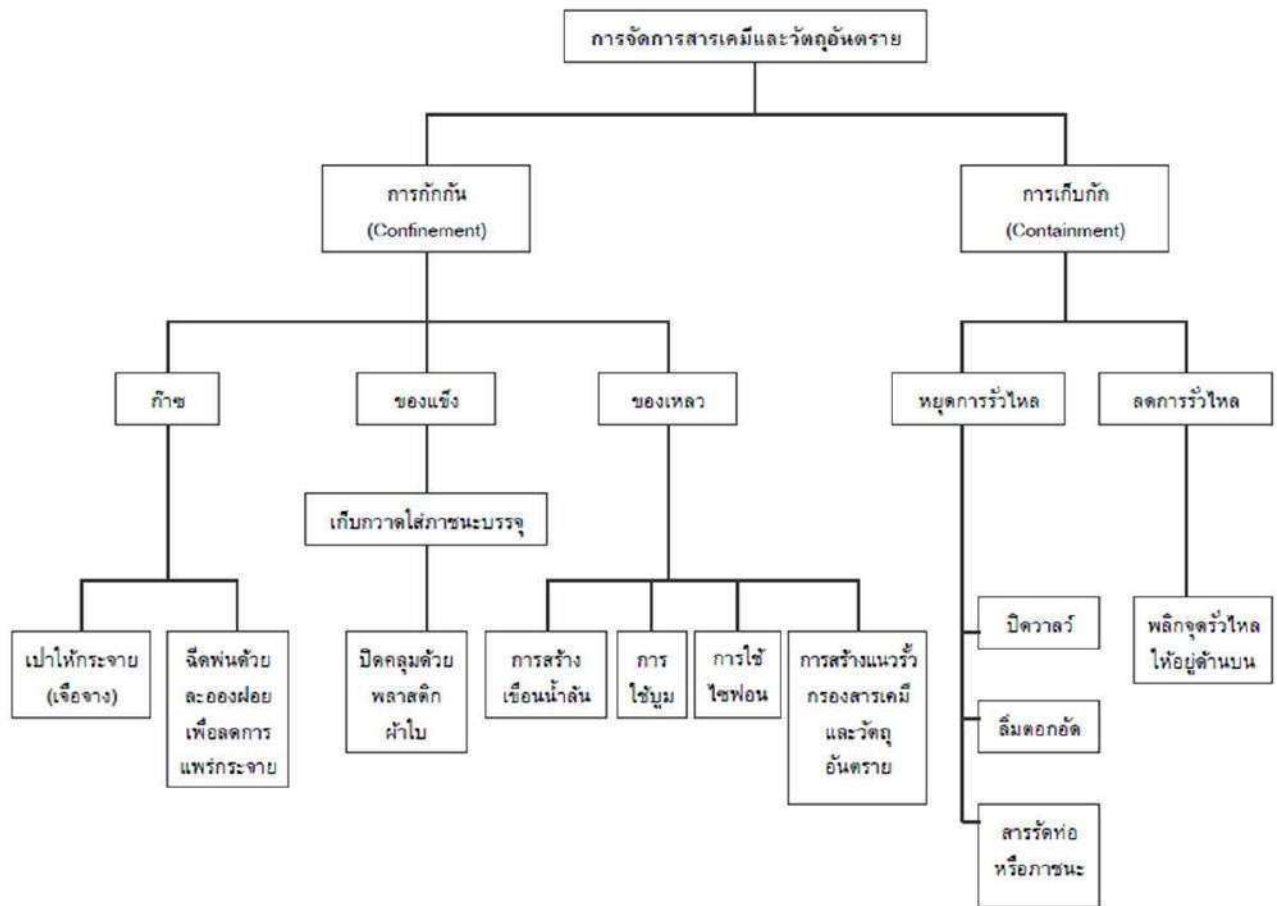 การจัดการสารเคมีและวัตถุอันตราย
การกักกัน
(Confinement)
การเก็บกัก
(Containment)
ก๊าซ
ของแข็ง
ของเหลว
หยุดการรั่วไหล
ลดการรั่วไหล
เก็บกวาดใส่ภาชนะบรรจุ
เป่าให้กระจาย
(เจือจาง)
ฉีดพ่นด้วย
ละอองฝอย
เพื่อลดการ
แพร่กระจาย
ปิดคลุมด้วย
พลาสติก
ผ้าใบ
การสร้าง
เขื่อนน้ำล้น
การ
ใช้บูม
การใช้
ไซฟอน
การสร้างแนวรั้ว
กรองสารเคมี
และวัตถุ
อันตราย
ปิดวาลว์
ลิ่มตอกอัด
สารรัดท่อ
หรือภาชนะ
พลิกจุดรั่วไหล
ให้อยู่ด้านบน